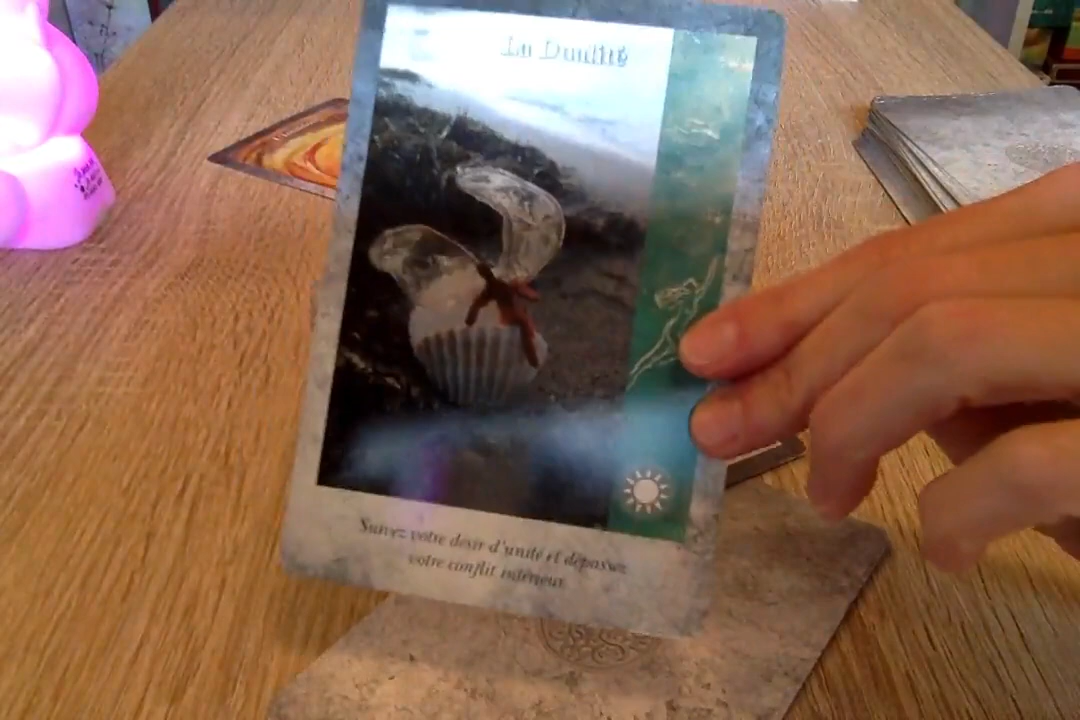 La Dualité
Suivez votre désir d'unité et dépassez
votre conflit intérieur